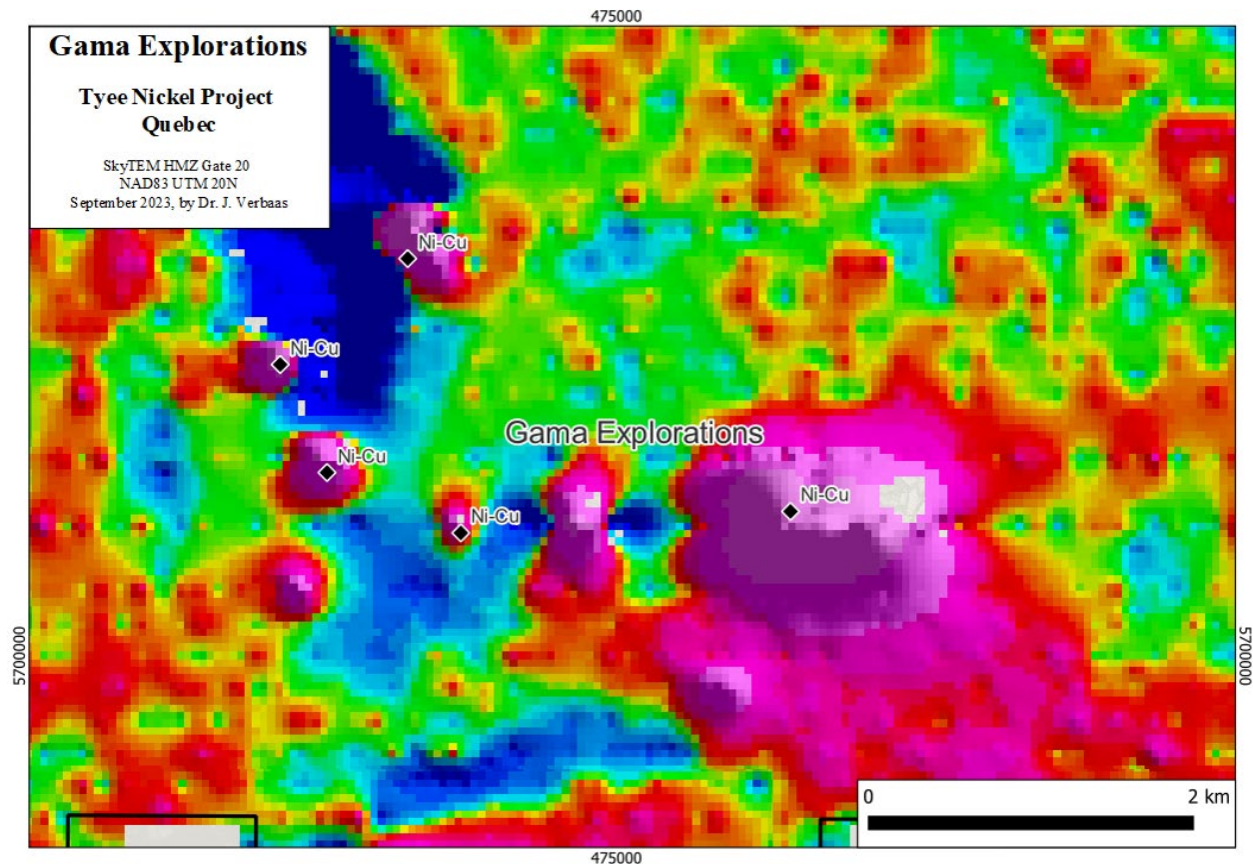 475000
Gama Explorations
Tyee Nickel Project
Quebec
SkyTEM HMZ Gate 20
NAD83 UTM 20N
September 2023, by Dr. J. Verbaas
Ni-Cu
Ni-Cu
Gama Explorations
Ni-Cu
Ni-Cu
Ni-Cu
5700000
5700000
0 2 km
475000